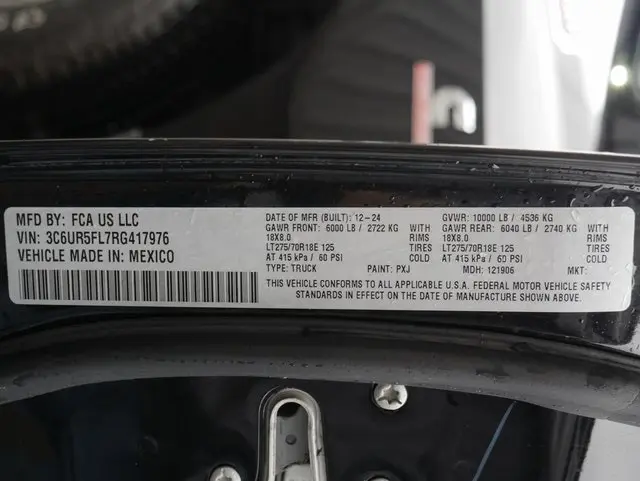 MFD BY: FCA US LLC
VIN: 3C6UR5FL7RG417976
VEHICLE MADE IN: MEXICO
DATE OF MFR (BUILT): 12-24
GAWR FRONT: 6000 LB / 2722 KG WITH
18X8.0 RIMS
LT275/70R18E 125 TIRES
AT 415 kPa / 60 PSI COLD
TYPE: TRUCK PAINT: PXJ
GVWR: 10000 LB / 4536 KG
GAWR REAR: 6040 LB / 2740 KG WITH
18X8.0 RIMS
LT275/70R18E 125 TIRES
AT 415 kPa / 60 PSI COLD
MDH: 121906 MKT:
THIS VEHICLE CONFORMS TO ALL APPLICABLE U.S.A. FEDERAL MOTOR VEHICLE SAFETY
STANDARDS IN EFFECT ON THE DATE OF MANUFACTURE SHOWN ABOVE.